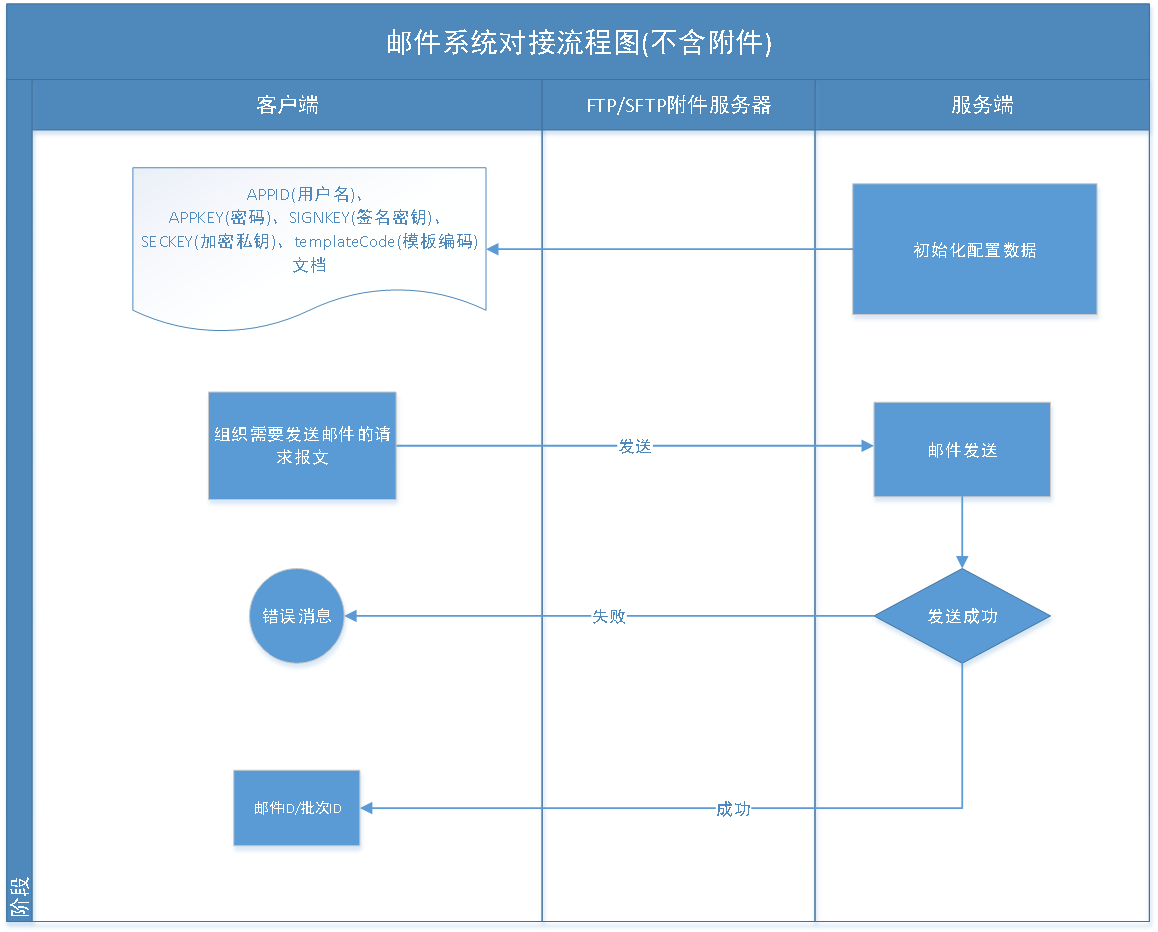 邮件系统对接流程图(不含附件)
客户端
FTP/SFTP附件服务器
服务端
APPID(用户名)、
APPKEY(密码)、SIGNKEY(签名密钥)、
SECKEY(加密私钥)、templateCode(模板编码)
文档
初始化配置数据
组织需要发送邮件的请
求报文
发送
邮件发送
错误消息
失败
发送成功
邮件ID/批次ID
成功
阶段